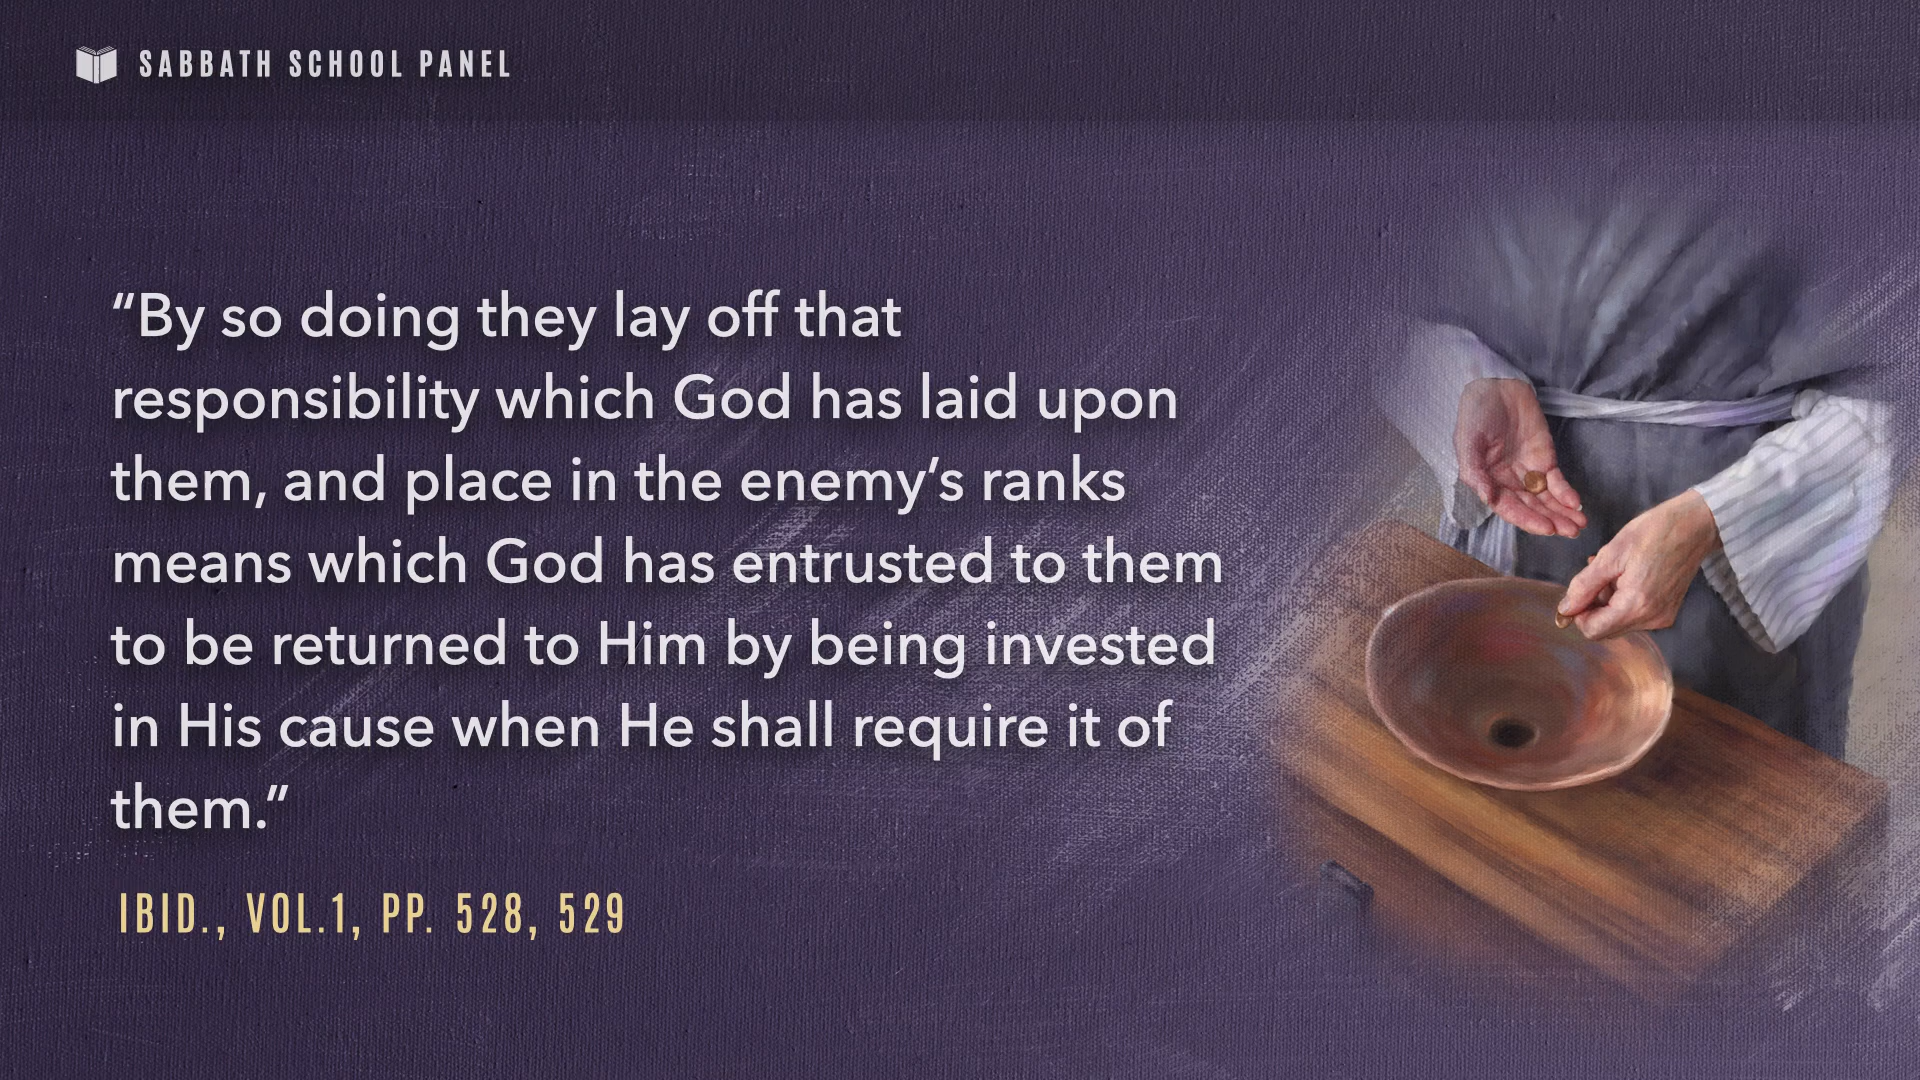 SABBATH SCHOOL PANEL
“By so doing they lay off that
responsibility which God has laid upon
them, and place in the enemy’s ranks
means which God has entrusted to them
to be returned to Him by being invested
in His cause when He shall require it of
them.”
IBID., VOL.1, PP. 528, 529